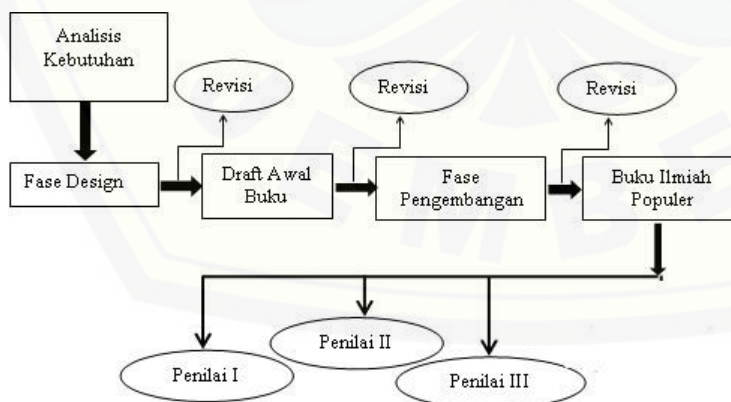 Analisis
Kebutuhan
Revisi
Revisi
Revisi
Fase Design
Draft Awal
Buku
Fase
Pengembangan
Buku Ilmiah
Populer
Penilai I
Penilai II
Penilai III